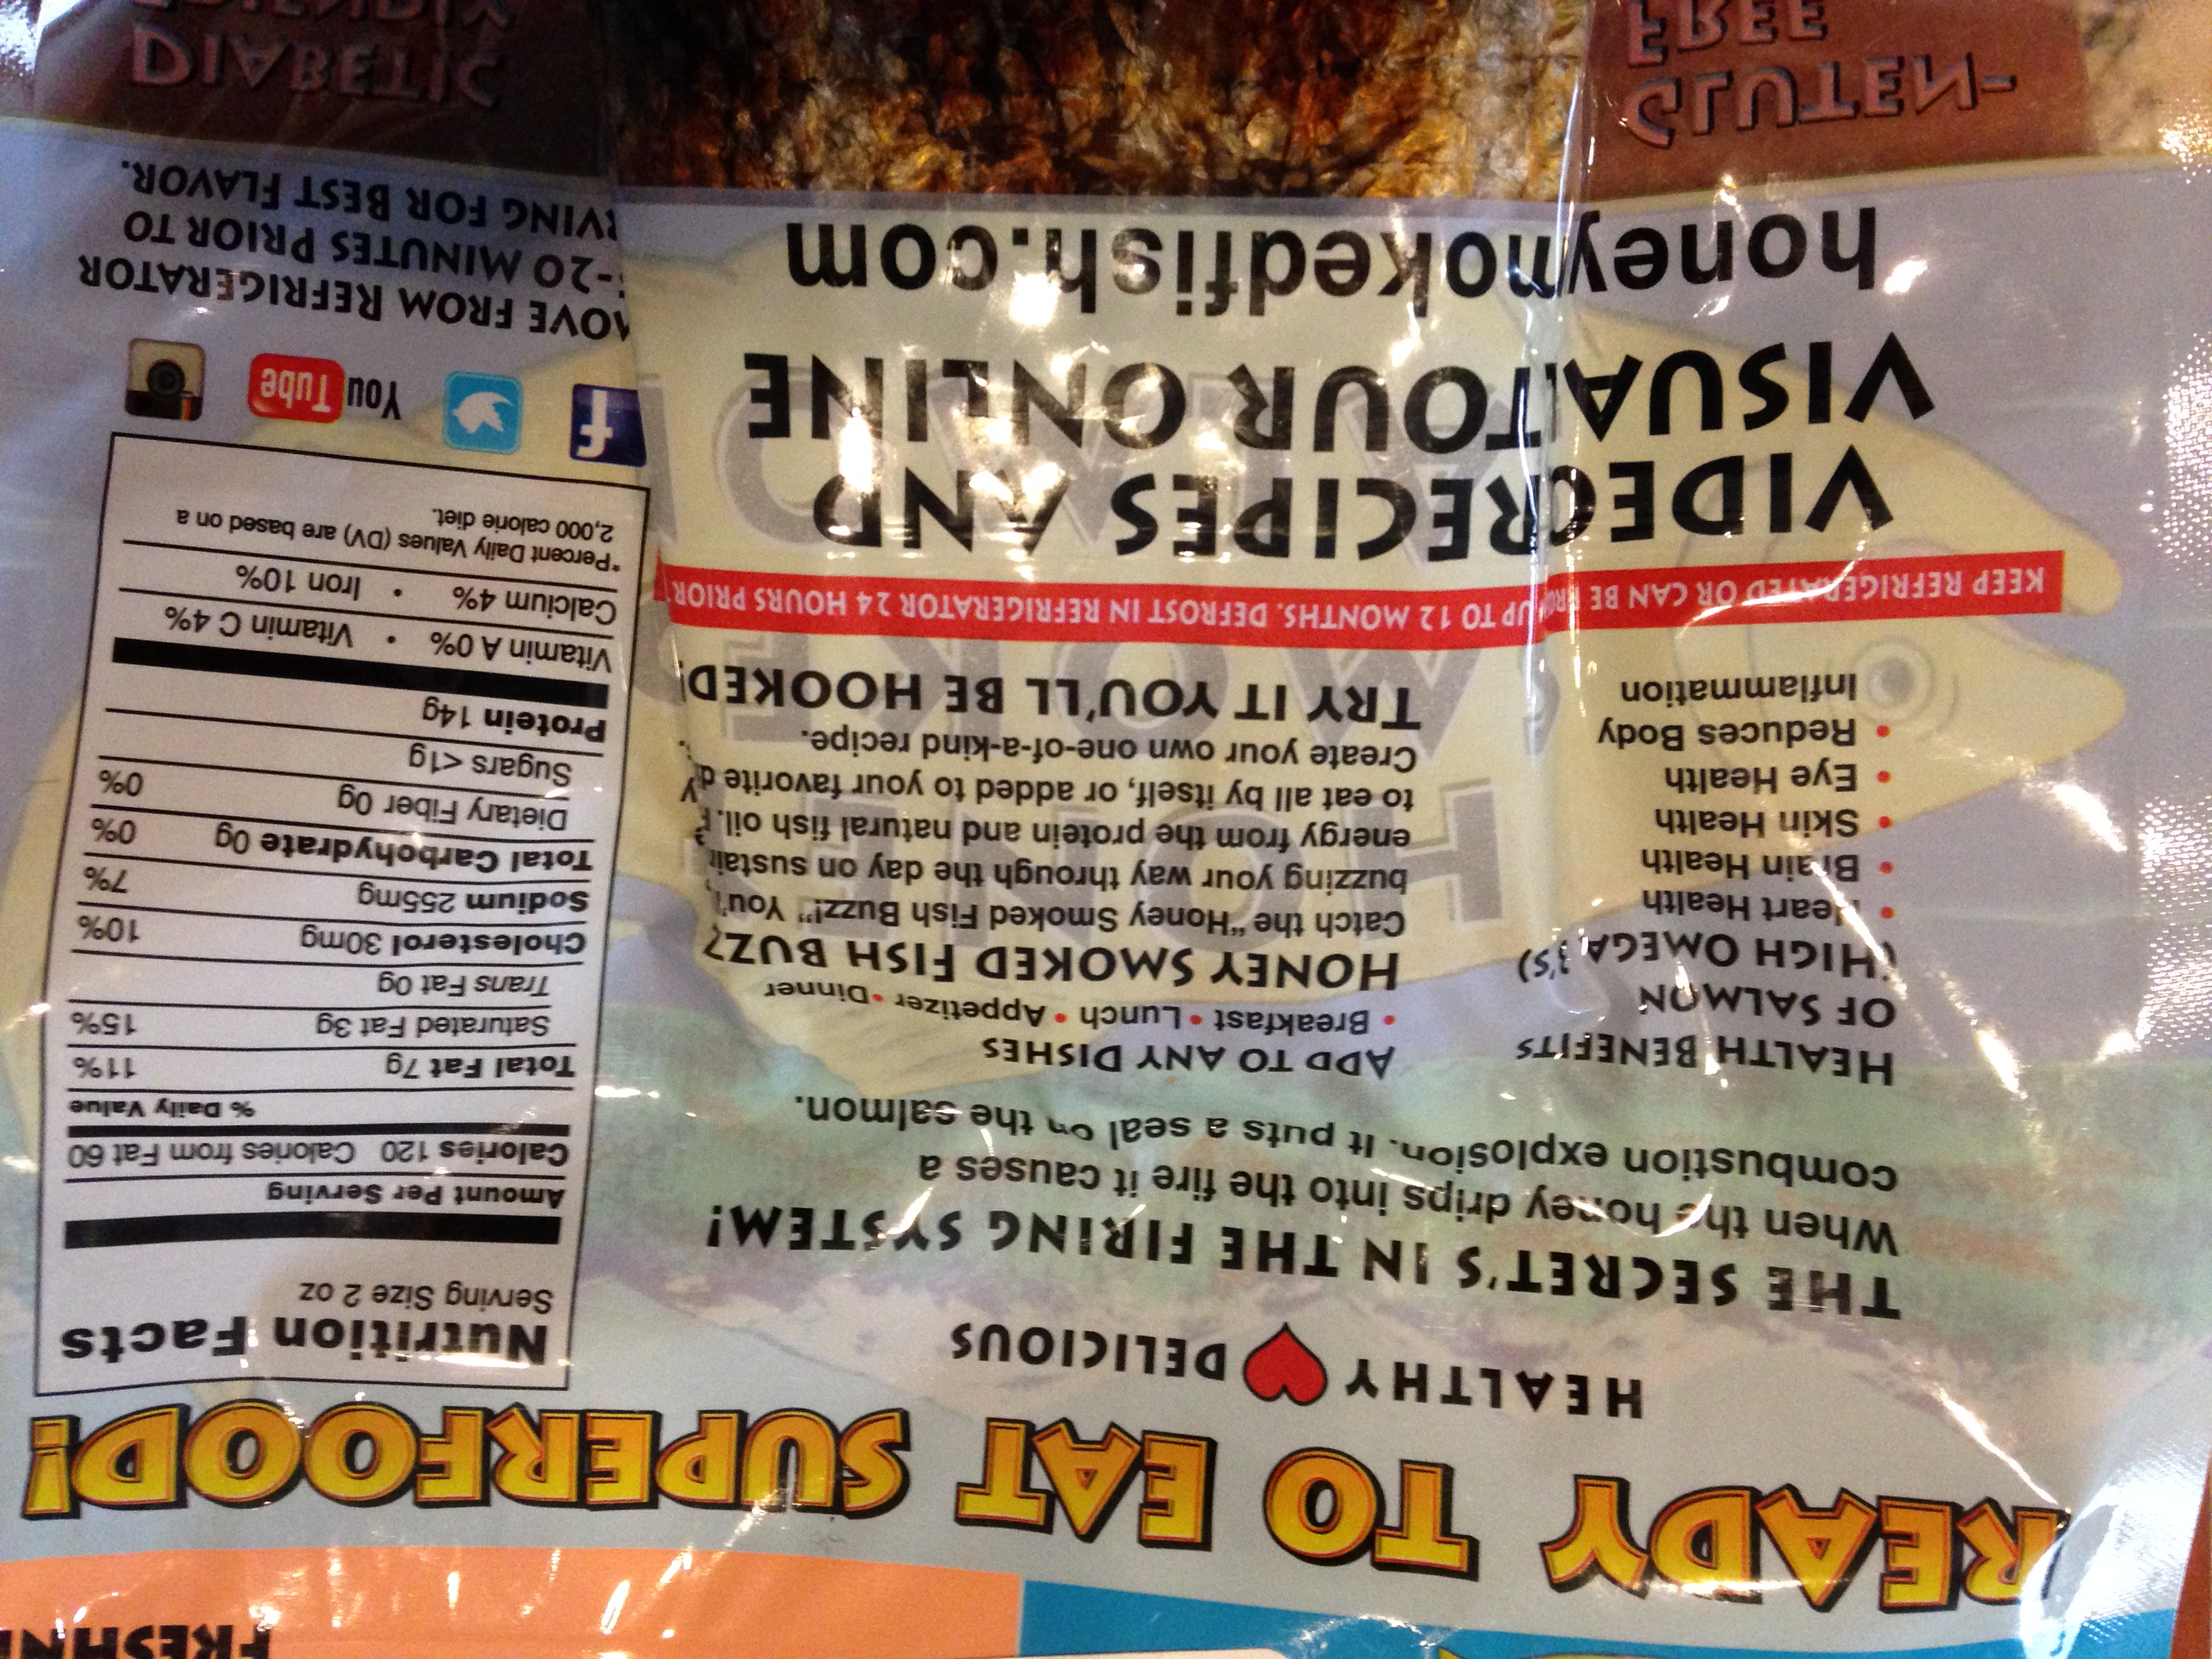 FRESHN
READY TO EAT SUPERFOOD!
HEALTHY DELICIOUS
THE SECRET'S IN THE FIRING SYSTEM!
When the honey drips into the fire it causes a
combustion explosion. It puts a seal on the salmon.
HEALTH BENEFITS
OF SALMON
(HIGH OMEGA 3'S)
• Heart Health
• Brain Health
• Skin Health
• Eye Health
• Reduces Body
Inflammation
ADD TO ANY DISHES
• Breakfast • Lunch • Appetizer • Dinner
HONEY SMOKED FISH BUZZ
Catch the "Honey Smoked Fish Buzz!" You'
buzzing your way through the day on sustain
energy from the protein and natural fish oil.
to eat all by itself, or added to your favorite
Create your own one-of-a-kind recipe.
TRY IT YOU'LL BE HOOKED!
KEEP REFRIGERATED OR CAN BE UP TO 12 MONTHS. DEFROST IN REFRIGERATOR 24 HOURS PRIOR
VIDEO RECIPES AND
VISUA TOUR ONLINE
honey mokedfish.com
GLUTEN-
FREE
Nutrition Facts
Serving Size 2 oz
Amount Per Serving
Calories 120 Calories from Fat 60
% Daily Value
Total Fat 7g 11%
Saturated Fat 3g 15%
Trans Fat 0g
Cholesterol 30mg 10%
Sodium 255mg 7%
Total Carbohydrate 0g 0%
Dietary Fiber 0g 0%
Sugars <1g
Protein 14g
Vitamin A 0% • Vitamin C 4%
Calcium 4% • Iron 10%
*Percent Daily Values (DV) are based on a
2,000 calorie diet.
f You Tube
OVE FROM REFRIGERATOR
-20 MINUTES PRIOR TO
RVING FOR BEST FLAVOR.
DIABETIC
FRIENDLY
HONE
SMOKE